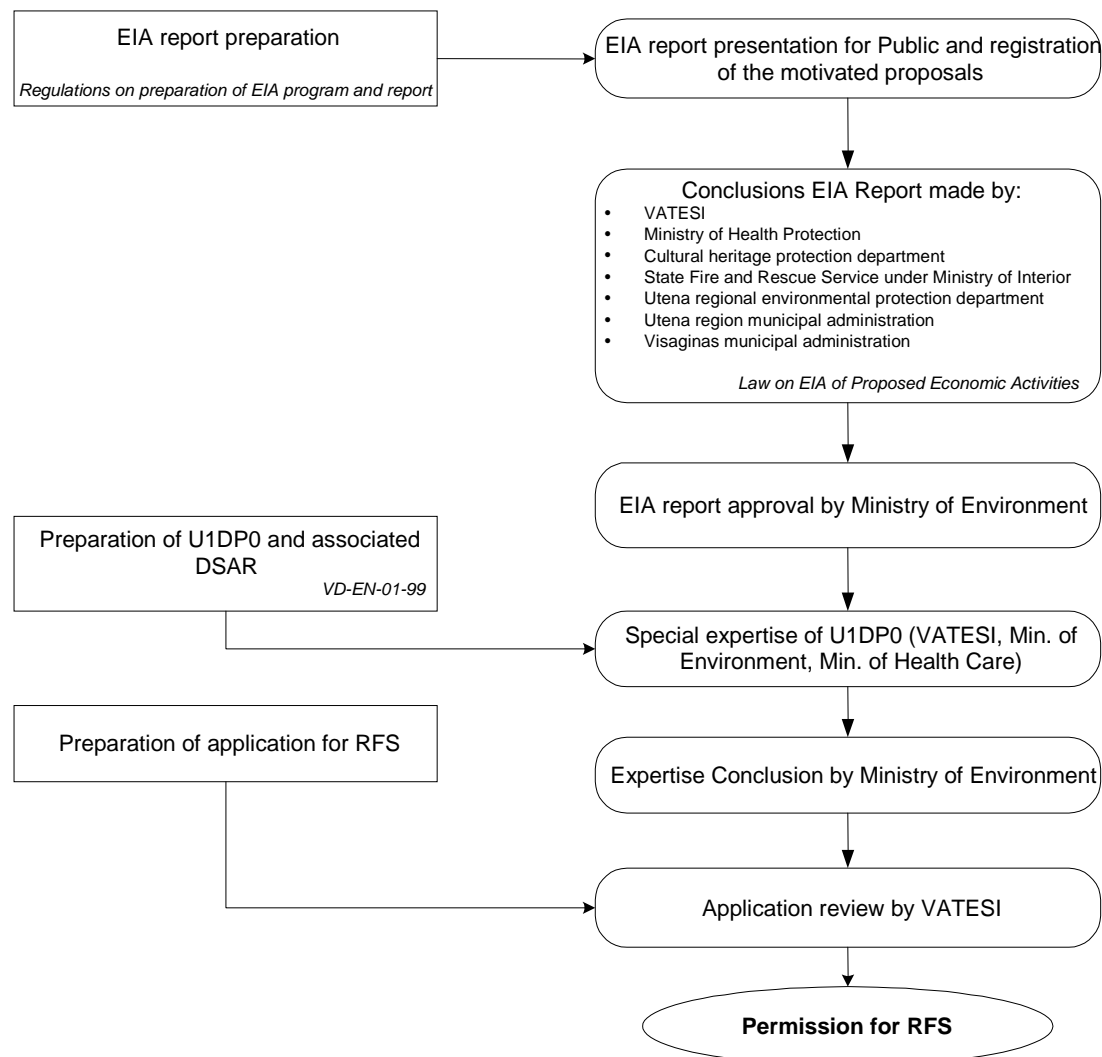 EIA report preparation
Regulations on preparation of EIA program and report
EIA report presentation for Public and registration
of the motivated proposals
Conclusions EIA Report made by:
• VATESI
• Ministry of Health Protection
• Cultural heritage protection department
• State Fire and Rescue Service under Ministry of Interior
• Utena regional environmental protection department
• Utena region municipal administration
• Visaginas municipal administration
Law on EIA of Proposed Economic Activities
EIA report approval by Ministry of Environment
Preparation of U1DP0 and associated
DSAR
VD-EN-01-99
Special expertise of U1DP0 (VATESI, Min. of
Environment, Min. of Health Care)
Preparation of application for RFS
Expertise Conclusion by Ministry of Environment
Application review by VATESI
Permission for RFS